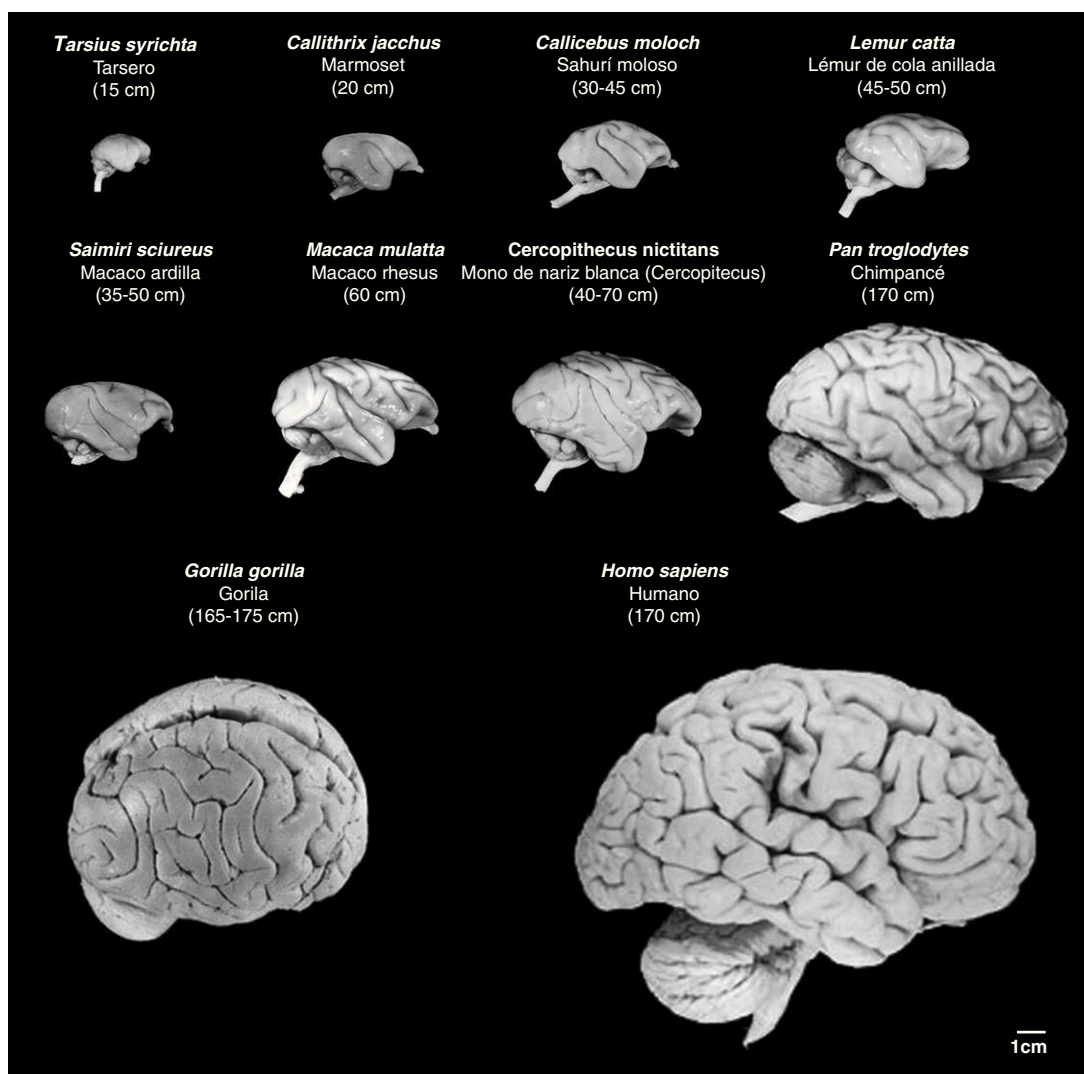 Tarsius syrichta
Tarsero
(15 cm)
Callithrix jacchus
Marmoset
(20 cm)
Callicebus moloch
Sahurí moloso
(30-45 cm)
Lemur catta
Lémur de cola anillada
(45-50 cm)
Saimiri sciureus
Macaco ardilla
(35-50 cm)
Macaca mulatta
Macaco rhesus
(60 cm)
Cercopithecus nictitans
Mono de nariz blanca (Cercopitecus)
(40-70 cm)
Pan troglodytes
Chimpancé
(170 cm)
Gorilla gorilla
Gorila
(165-175 cm)
Homo sapiens
Humano
(170 cm)
1cm